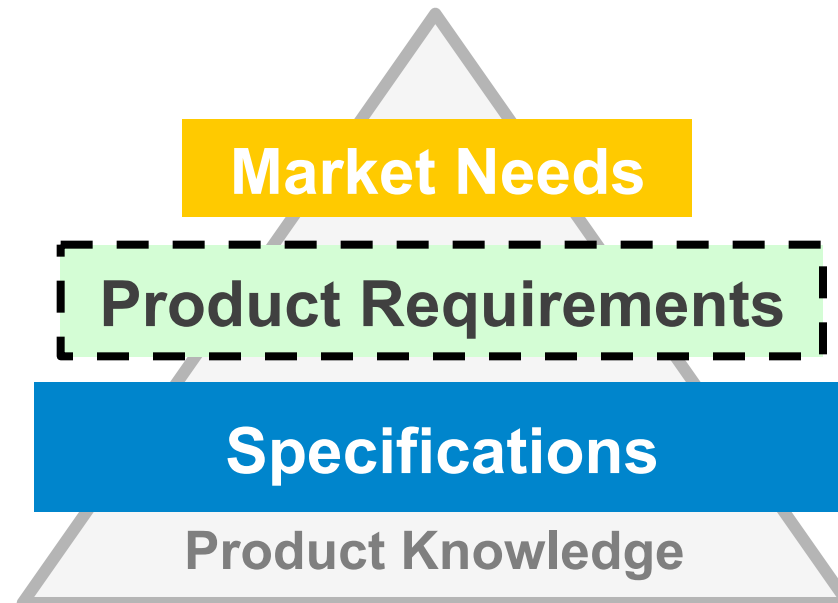 Market Needs
Product Requirements
Specifications
Product Knowledge